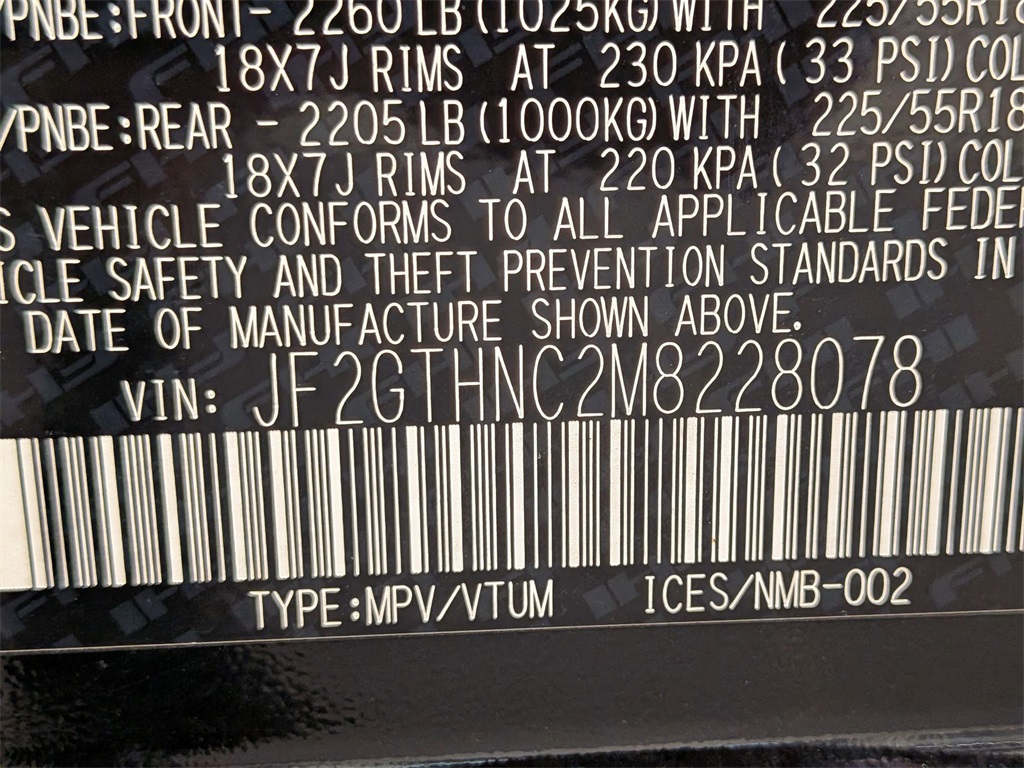 /PNBE:FRONT- 2260 LB (1025KG) WITH 225/55R18
18X7J RIMS AT 230 KPA ( 33 PSI) COL
/PNBE:REAR - 2205 LB (1000KG) WITH 225/55R18
18X7J RIMS AT 220 KPA ( 32 PSI) COL
S VEHICLE CONFORMS TO ALL APPLICABLE FEDE
ICLE SAFETY AND THEFT PREVENTION STANDARDS IN
DATE OF MANUFACTURE SHOWN ABOVE.
VIN: JF2GTHNC2M8228078
TYPE:MPV/VTUM ICES/NMB-002